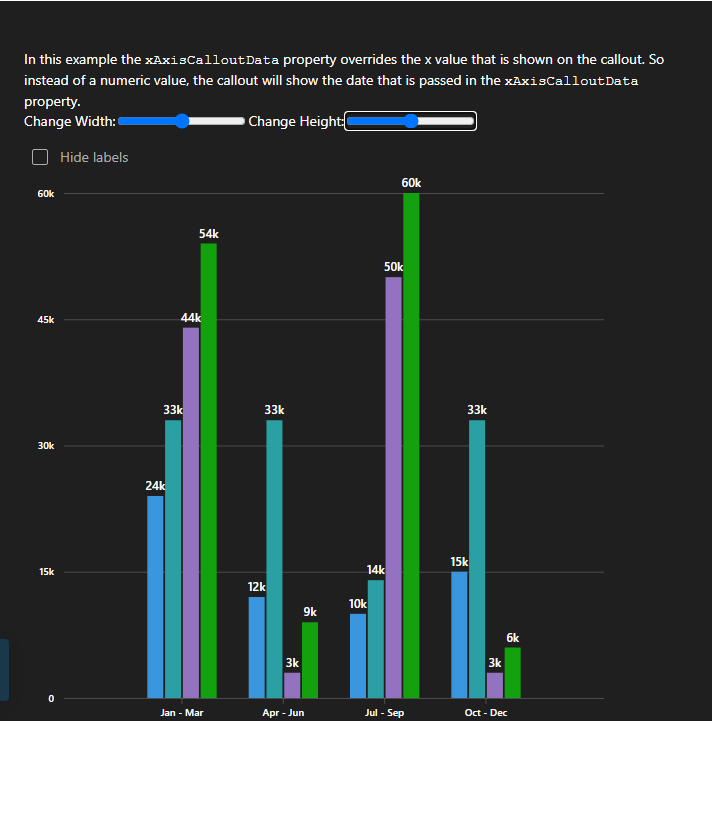 In this example the xAxisCalloutData property overrides the x value that is shown on the callout. So
instead of a numeric value, the callout will show the date that is passed in the xAxisCalloutData
property.
Change Width: Change Height:
Hide labels
60k
60k
54k
50k
45k
44k
33k
33k
33k
30k
24k
15k
14k
15k
12k
10k
9k
3k
3k
6k
0
Jan - Mar
Apr - Jun
Jul - Sep
Oct - Dec